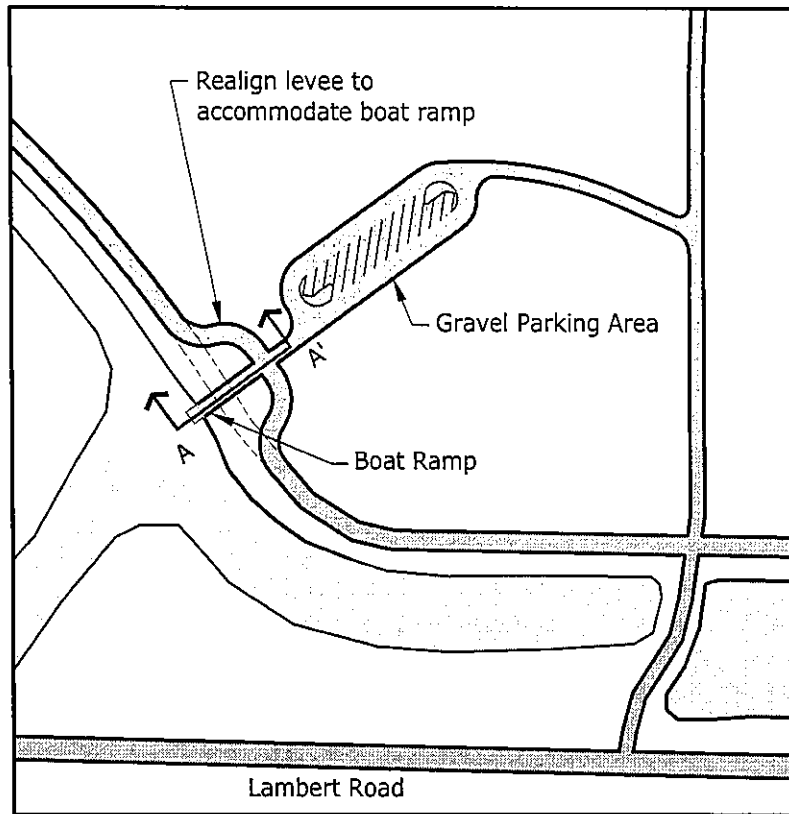 Realign levee to
accommodate boat ramp
Gravel Parking Area
A'
A
Boat Ramp
Lambert Road